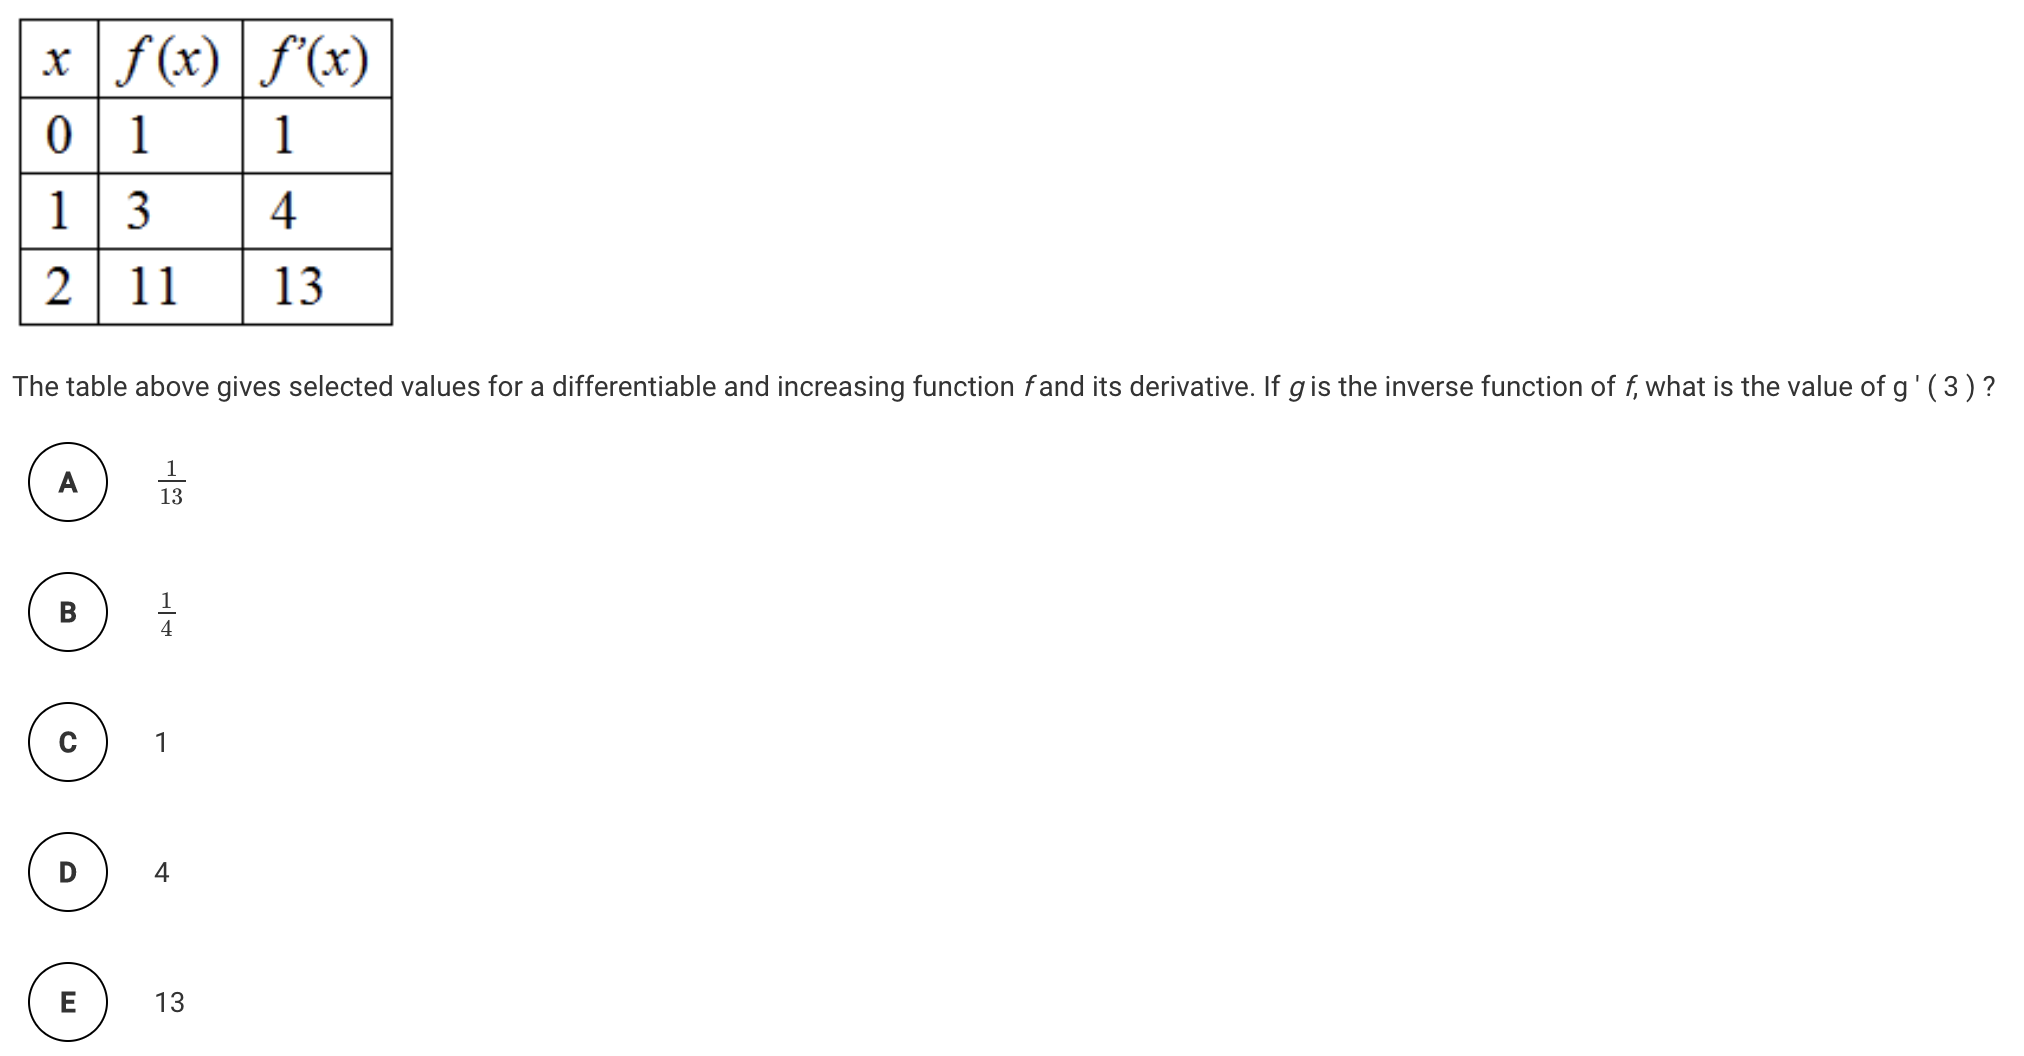 x f(x) f'(x)
0 1 1
1 3 4
2 11 13
The table above gives selected values for a differentiable and increasing function f and its derivative. If g is the inverse function of f, what is the value of g ' ( 3 ) ?
A 1/13
B 1/4
C 1
D 4
E 13